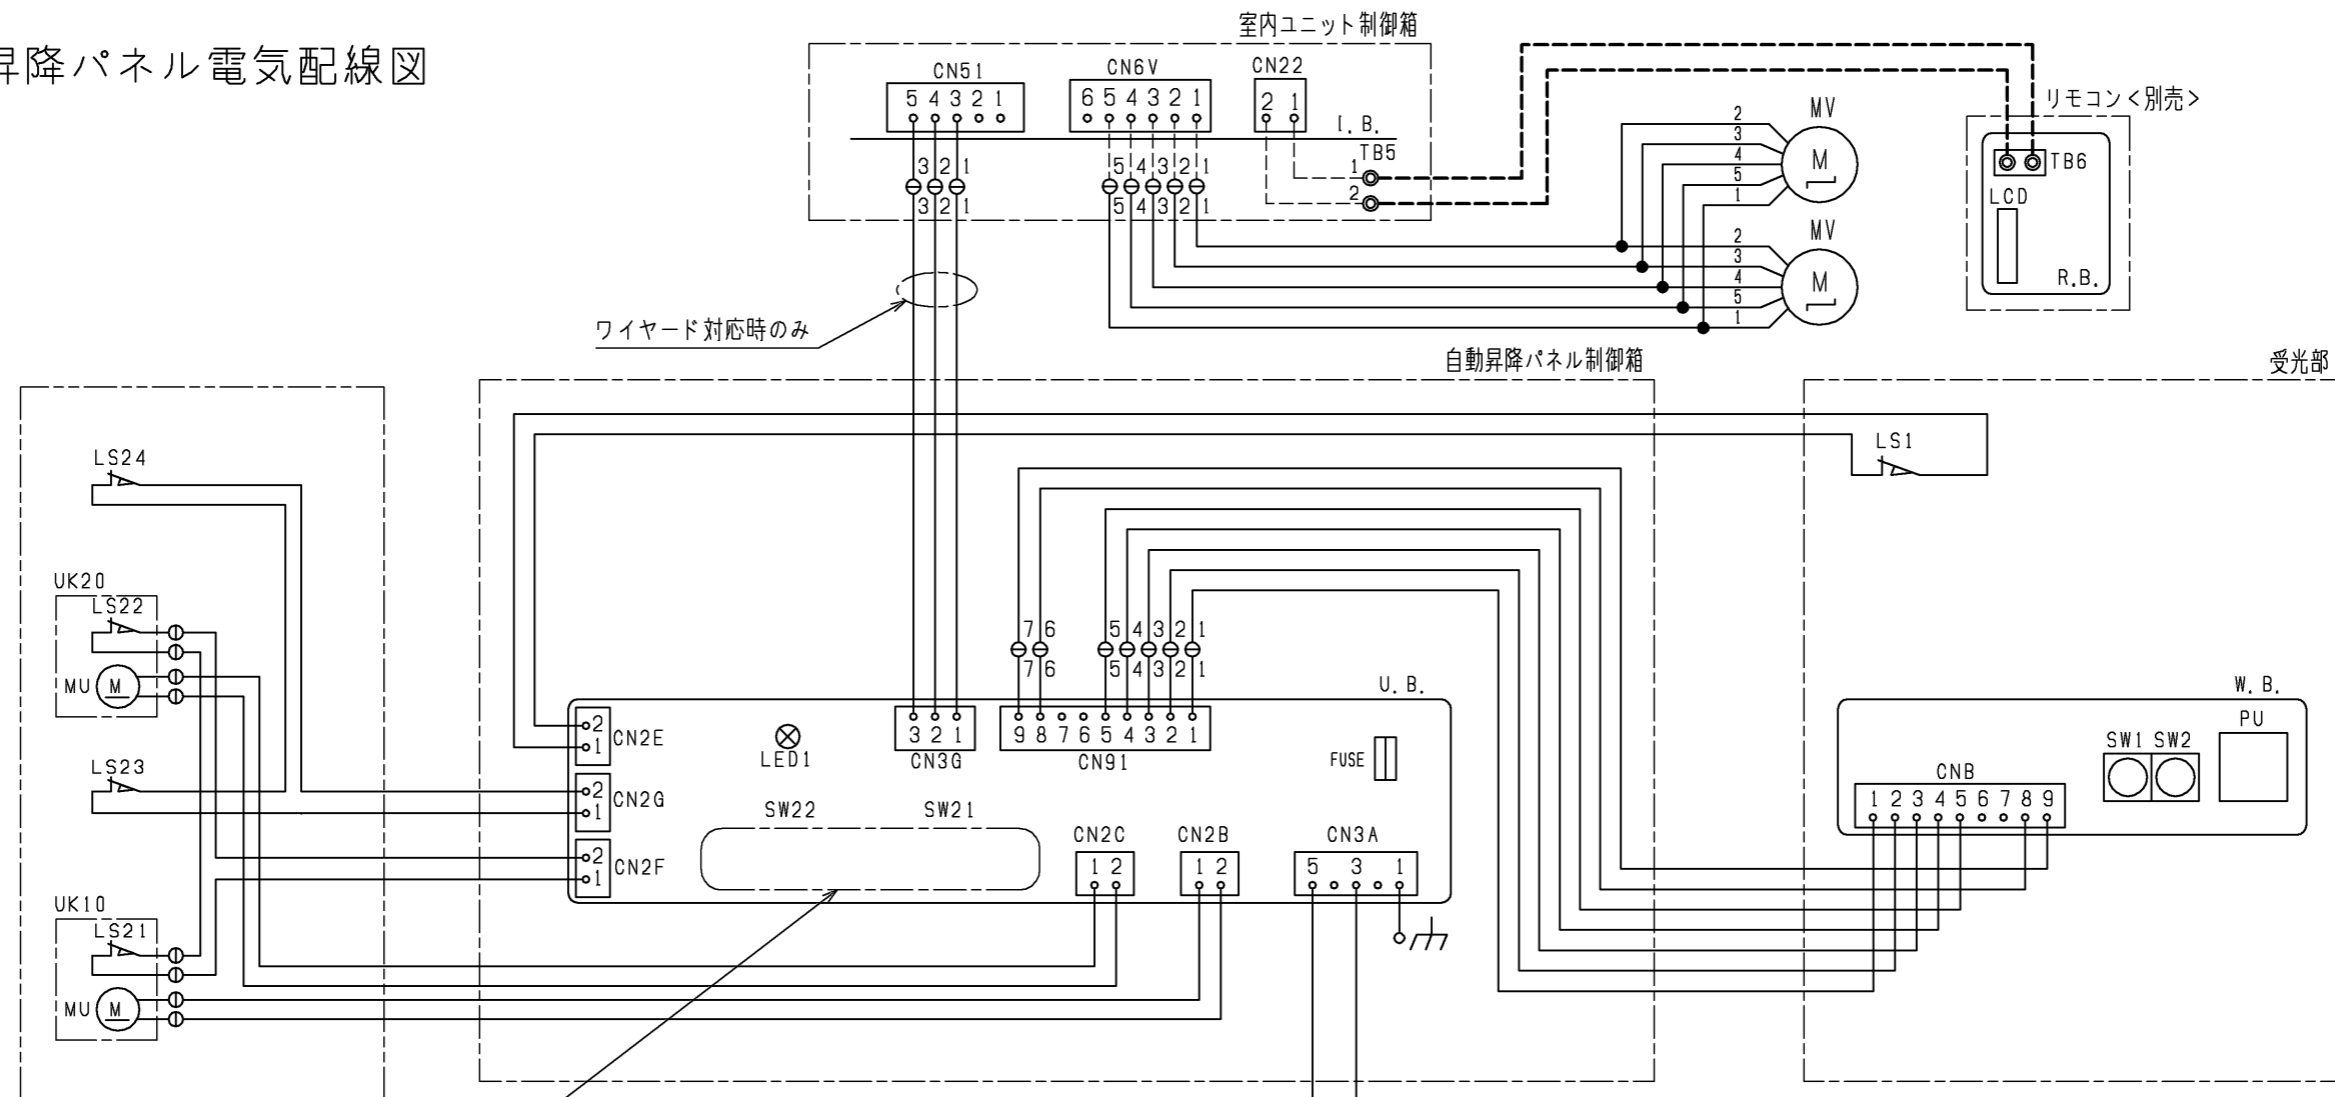 昇降パネル電気配線図
室内ユニット制御箱
CN51
5 4 3 2 1
CN6V
6 5 4 3 2 1
CN22
2 1
I.B.
TB5
1
2
3 2 1
3 2 1
5 4 3 2 1
5 4 3 2 1
MV
2
3
4
5
1
M
MV
2
3
4
5
1
M
リモコン<別売>
TB6
LCD
R.B.
ワイヤード対応時のみ
自動昇降パネル制御箱
受光部
LS24
UK20
LS22
MU M
LS23
UK10
LS21
MU M
LS1
7 6 5 4 3 2 1
7 6 5 4 3 2 1
U.B.
2
1
CN2E
2
1
CN2G
2
1
CN2F
LED1
3 2 1
CN3G
9 8 7 6 5 4 3 2 1
CN91
FUSE
SW22 SW21
CN2C
1 2
CN2B
1 2
CN3A
5 3 1
W.B.
CNB
1 2 3 4 5 6 7 8 9
SW1 SW2
PU